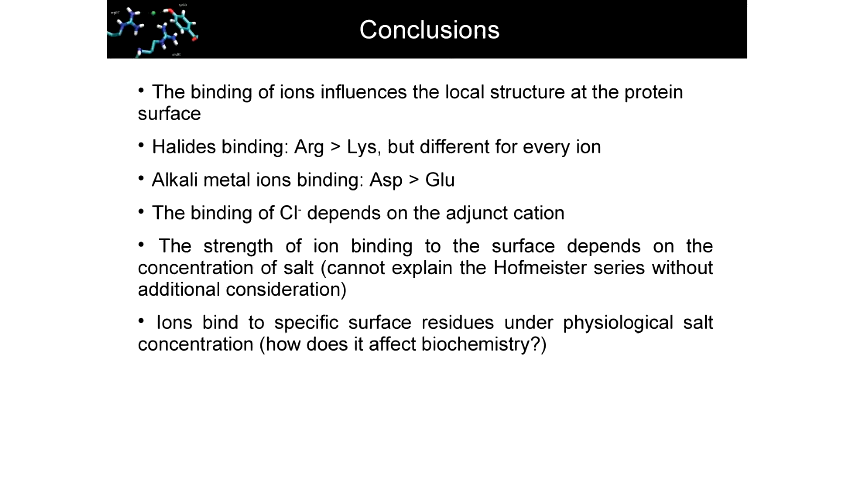 Conclusions
• The binding of ions influences the local structure at the protein
surface
• Halides binding: Arg > Lys, but different for every ion
• Alkali metal ions binding: Asp > Glu
• The binding of Cl⁻ depends on the adjunct cation
• The strength of ion binding to the surface depends on the
concentration of salt (cannot explain the Hofmeister series without
additional consideration)
• Ions bind to specific surface residues under physiological salt
concentration (how does it affect biochemistry?)